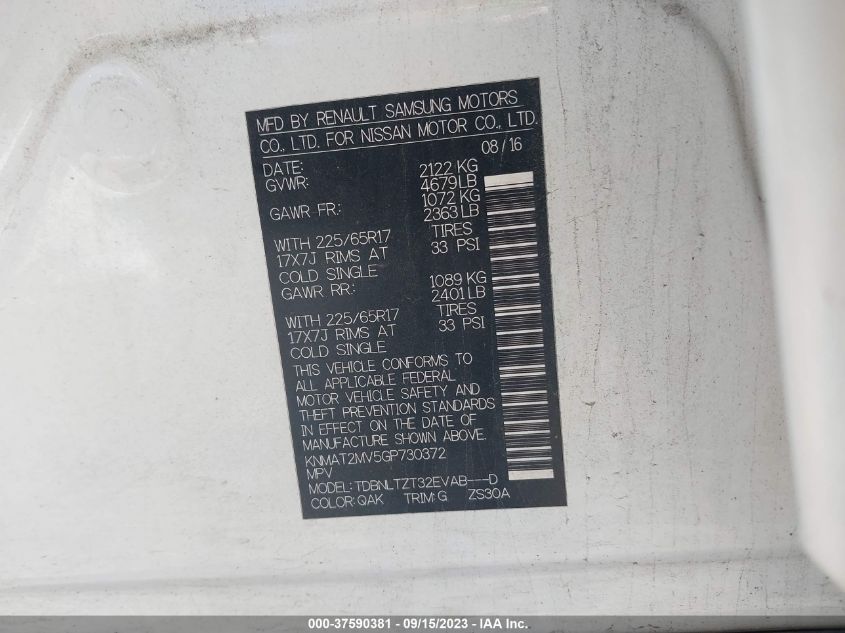 MFD BY RENAULT SAMSUNG MOTORS
CO., LTD. FOR NISSAN MOTOR CO., LTD.
DATE: 08/16
GVWR: 2122 KG
4679 LB
GAWR FR.: 1072 KG
2363 LB
WITH 225/65R17 TIRES
17X7J RIMS AT 33 PSI
COLD SINGLE
GAWR RR.: 1089 KG
2401 LB
WITH 225/65R17 TIRES
17X7J RIMS AT 33 PSI
COLD SINGLE
THIS VEHICLE CONFORMS TO
ALL APPLICABLE FEDERAL
MOTOR VEHICLE SAFETY AND
THEFT PREVENTION STANDARDS
IN EFFECT ON THE DATE OF
MANUFACTURE SHOWN ABOVE.
KNMAT2MV5GP730372
MPV
MODEL: TDBNLTZT32EVAB---D
COLOR: QAK TRIM: G ZS30A
000-37590381 - 09/15/2023 - IAA Inc.